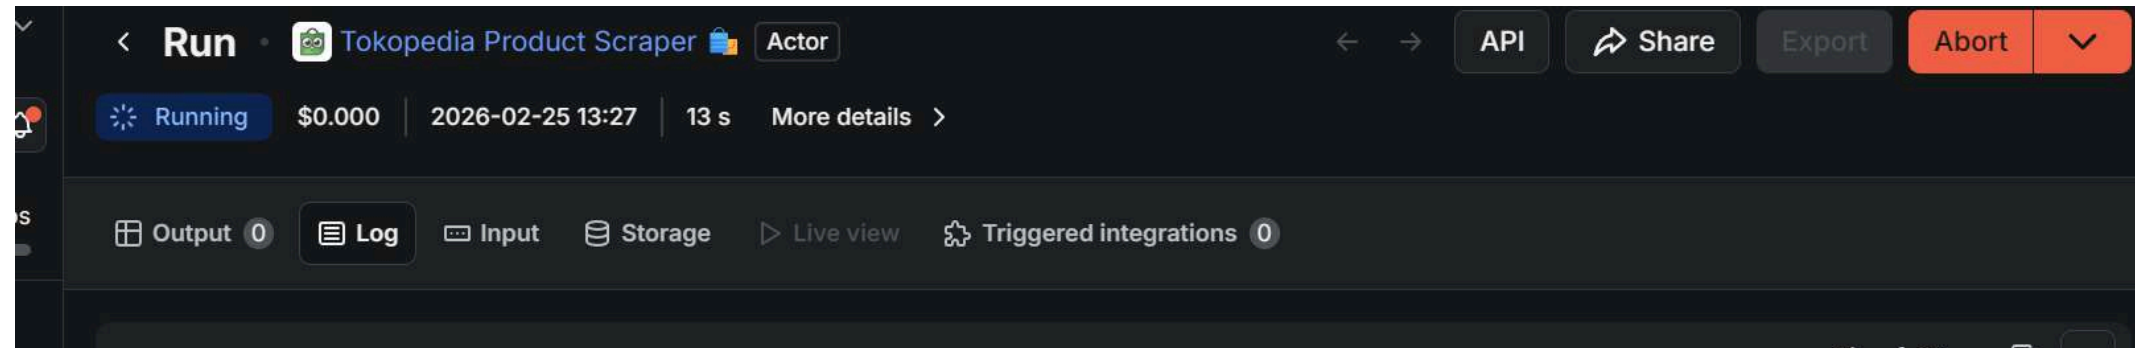 Run • Tokopedia Product Scraper Actor API Share Export Abort
Running $0.000 2026-02-25 13:27 13 s More details
Output 0 Log Input Storage Live view Triggered integrations 0